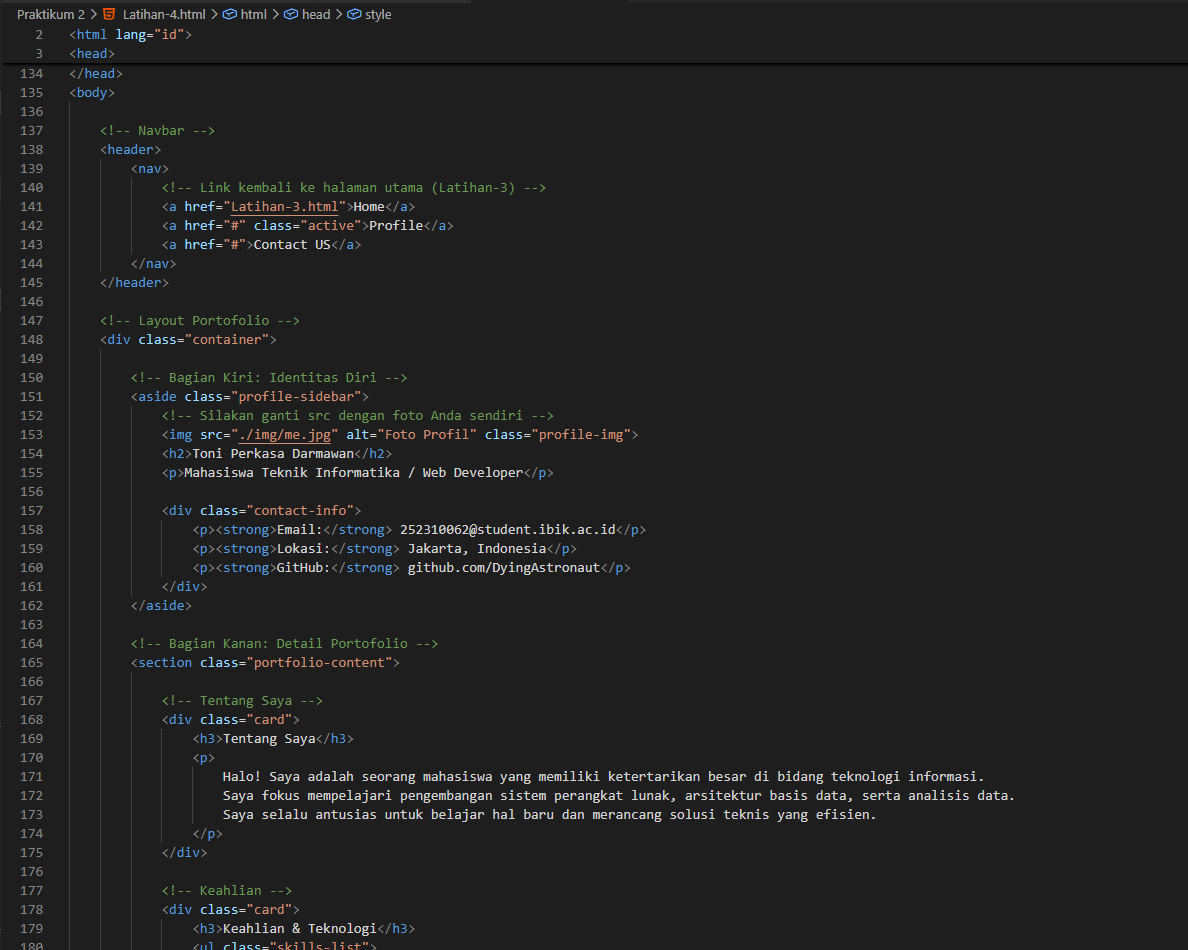 Praktikum 2 > Latihan-4.html > html > head > style
2 <html lang="id">
3 <head>
134 </head>
135 <body>
136
137 <!-- Navbar -->
138 <header>
139 <nav>
140 <!-- Link kembali ke halaman utama (Latihan-3) -->
141 <a href="Latihan-3.html">Home</a>
142 <a href="#" class="active">Profile</a>
143 <a href="#">Contact US</a>
144 </nav>
145 </header>
146
147 <!-- Layout Portofolio -->
148 <div class="container">
149
150 <!-- Bagian Kiri: Identitas Diri -->
151 <aside class="profile-sidebar">
152 <!-- Silakan ganti src dengan foto Anda sendiri -->
153 <img src="./img/me.jpg" alt="Foto Profil" class="profile-img">
154 <h2>Toni Perkasa Darmawan</h2>
155 <p>Mahasiswa Teknik Informatika / Web Developer</p>
156
157 <div class="contact-info">
158 <p><strong>Email:</strong> 252310062@student.ibik.ac.id</p>
159 <p><strong>Lokasi:</strong> Jakarta, Indonesia</p>
160 <p><strong>GitHub:</strong> github.com/DyingAstronaut</p>
161 </div>
162 </aside>
163
164 <!-- Bagian Kanan: Detail Portofolio -->
165 <section class="portfolio-content">
166
167 <!-- Tentang Saya -->
168 <div class="card">
169 <h3>Tentang Saya</h3>
170 <p>
171 Halo! Saya adalah seorang mahasiswa yang memiliki ketertarikan besar di bidang teknologi informasi.
172 Saya fokus mempelajari pengembangan sistem perangkat lunak, arsitektur basis data, serta analisis data.
173 Saya selalu antusias untuk belajar hal baru dan merancang solusi teknis yang efisien.
174 </p>
175 </div>
176
177 <!-- Keahlian -->
178 <div class="card">
179 <h3>Keahlian & Teknologi</h3>
180 <ul class="skills-list">